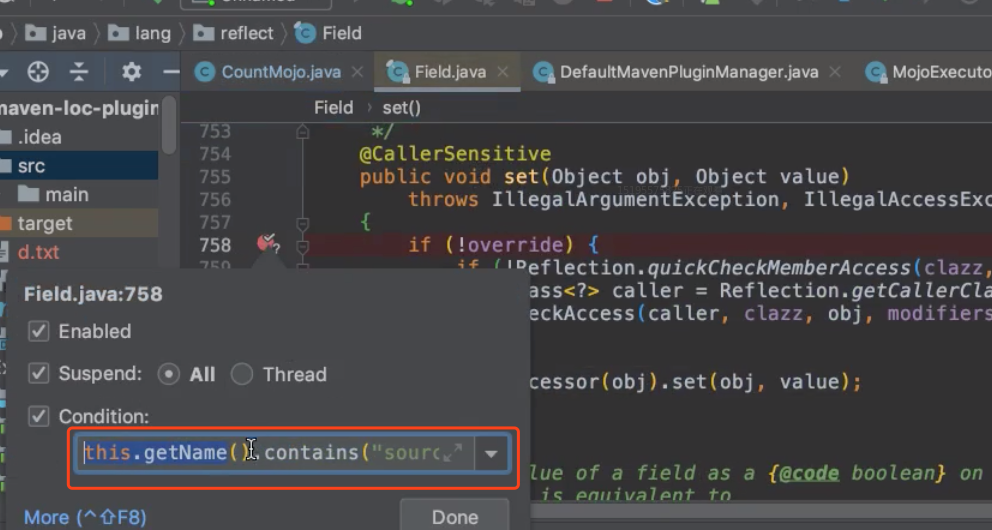 java lang reflect Field
CountMojo.java Field.java DefaultMavenPluginManager.java MojoExecuto
maven-loc-plugin
.idea
src
main
target
d.txt
Field set()
753 */
754 @CallerSensitive
755 public void set(Object obj, Object value)
756 throws IllegalArgumentException, IllegalAccessExc
757 {
758 if (!override) {
759 if (!Reflection.quickCheckMemberAccess(clazz,
ass<?> caller = Reflection.getCallerCla
eckAccess(caller, clazz, obj, modifiers
cessor(obj).set(obj, value);
lue of a field as a {@code boolean} on
is equivalent to
Field.java:758
Enabled
Suspend: All Thread
Condition:
this.getName().contains("sourc
More (^⇧F8) Done